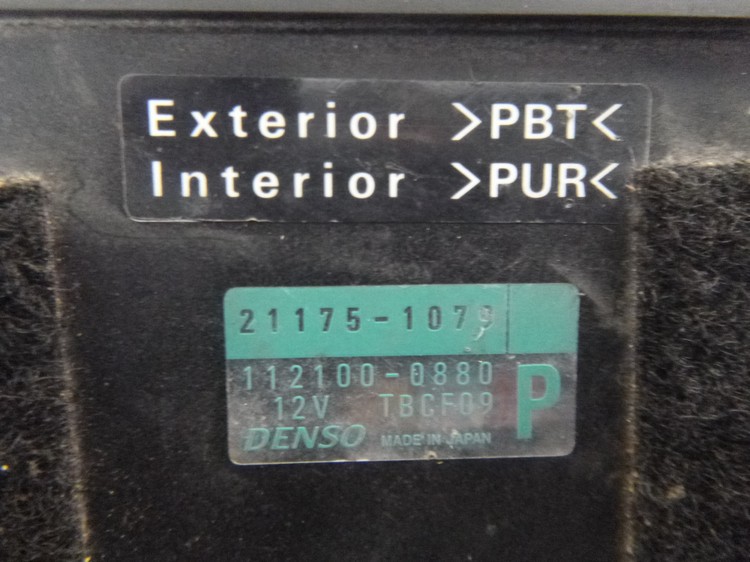 Exterior >PBT<
Interior >PUR<
21175-1079
112100-0880
12V TBCF09
P
DENSO MADE IN JAPAN